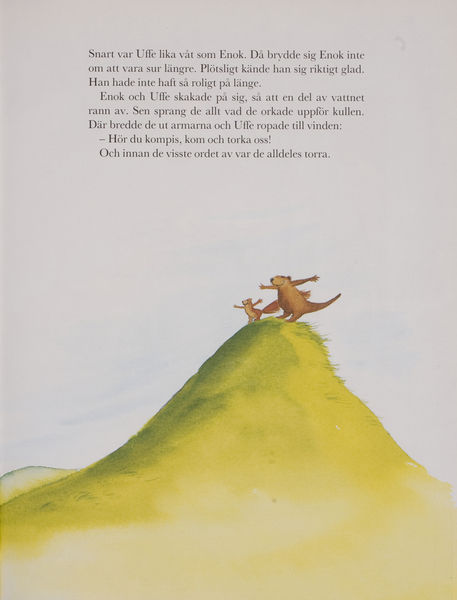 Snart var Uffe lika våt som Enok. Då brydde sig Enok inte
om att vara sur längre. Plötsligt kände han sig riktigt glad.
Han hade inte haft så roligt på länge.
Enok och Uffe skakade på sig, så att en del av vattnet
rann av. Sen sprang de allt vad de orkade uppför kullen.
Där bredde de ut armarna och Uffe ropade till vinden:
– Hör du kompis, kom och torka oss!
Och innan de visste ordet av var de alldeles torra.